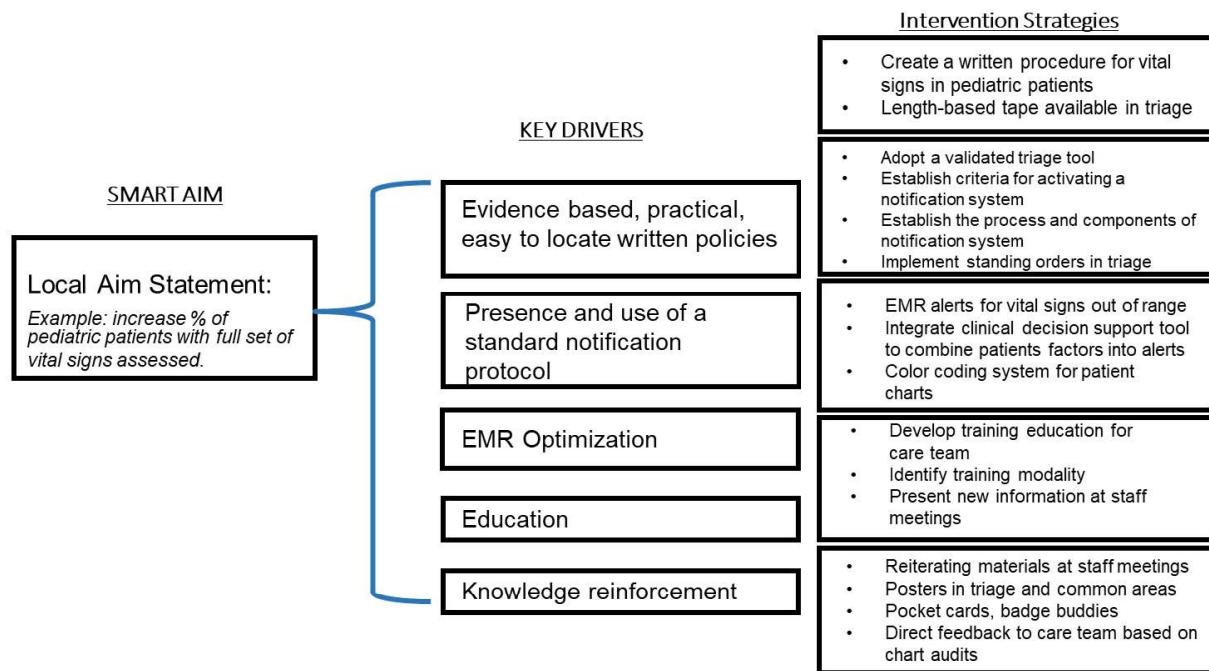 SMART AIM
Local Aim Statement:
Example: increase % of
pediatric patients with full set of
vital signs assessed.
KEY DRIVERS
Evidence based, practical,
easy to locate written policies
Presence and use of a
standard notification
protocol
EMR Optimization
Education
Knowledge reinforcement
Intervention Strategies
• Create a written procedure for vital
signs in pediatric patients
• Length-based tape available in triage
• Adopt a validated triage tool
• Establish criteria for activating a
notification system
• Establish the process and components of
notification system
• Implement standing orders in triage
• EMR alerts for vital signs out of range
• Integrate clinical decision support tool
to combine patients factors into alerts
• Color coding system for patient
charts
• Develop training education for
care team
• Identify training modality
• Present new information at staff
meetings
• Reiterating materials at staff meetings
• Posters in triage and common areas
• Pocket cards, badge buddies
• Direct feedback to care team based on
chart audits